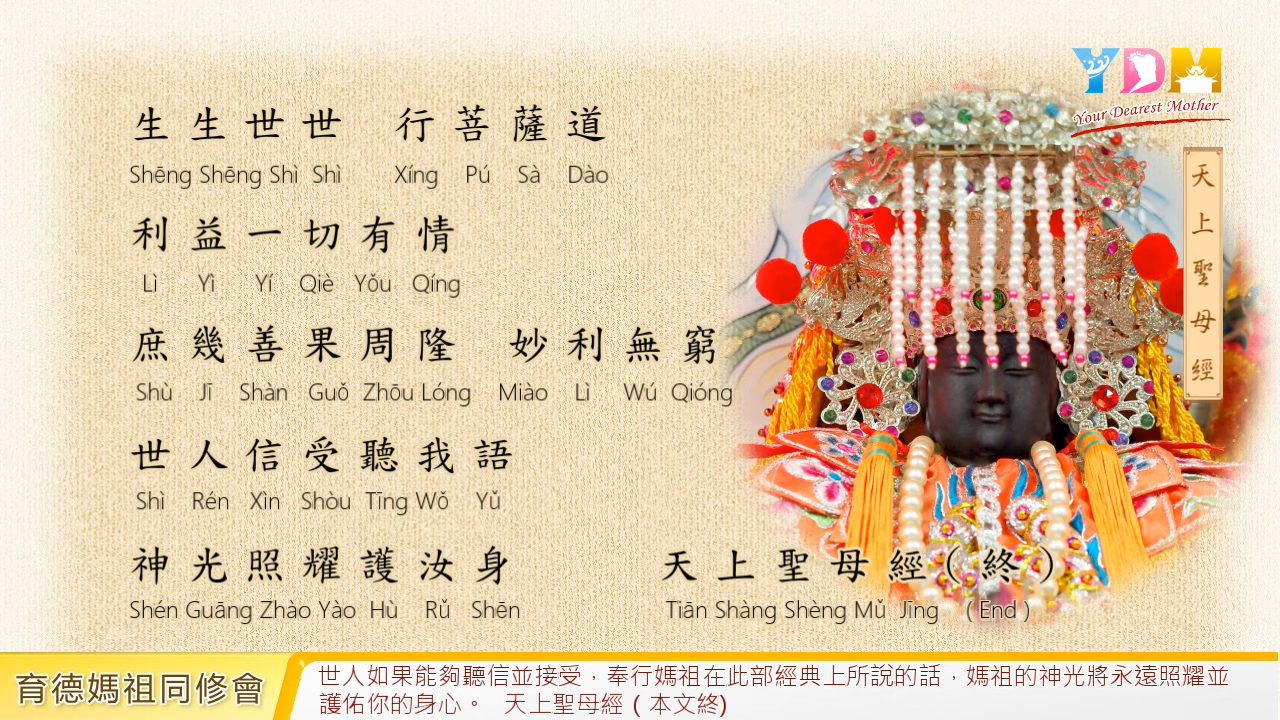 生生世世 行菩薩道
Shēng Shēng Shì Shì Xíng Pú Sà Dào
利益一切有情
Lì Yì Yí Qiè Yǒu Qíng
庶幾善果周隆 妙利無窮
Shù Jī Shàn Guǒ Zhōu Lóng Miào Lì Wú Qióng
世人信受聽我語
Shì Rén Xìn Shòu Tīng Wǒ Yǔ
神光照耀護汝身
Shén Guāng Zhào Yào Hù Rǔ Shēn
天上聖母經(終)
Tiān Shàng Shèng Mǔ Jīng (End)
YDM
Your Dearest Mother
天上聖母經
育德媽祖同修會
世人如果能夠聽信並接受，奉行媽祖在此部經典上所說的話，媽祖的神光將永遠照耀並
護佑你的身心。 天上聖母經（本文終)